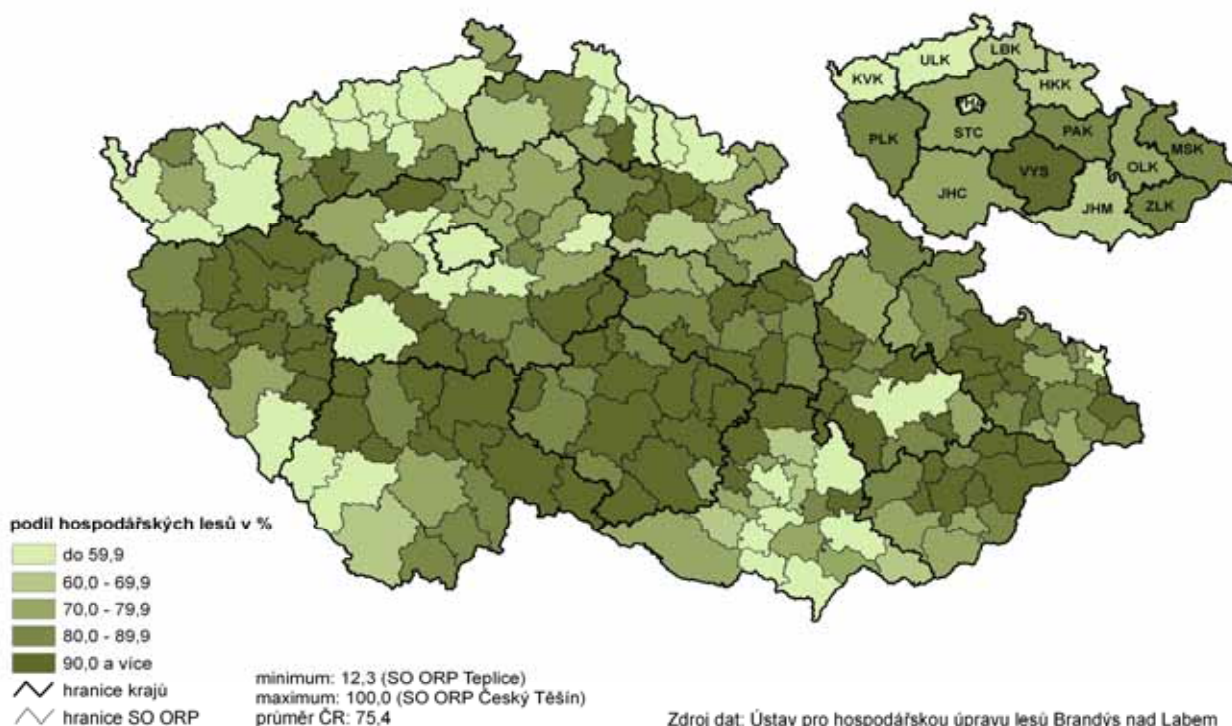 ULK
LBK
KVK
HKK
PHA
STC
PLK
PAK
MSK
OLK
VYS
JHC
JHM
ZLK
podíl hospodářských lesů v %
do 59,9
60,0 - 69,9
70,0 - 79,9
80,0 - 89,9
90,0 a více
hranice krajů
hranice SO ORP
minimum: 12,3 (SO ORP Teplice)
maximum: 100,0 (SO ORP Český Těšín)
průměr ČR: 75,4
Zdroj dat: Ústav pro hospodářskou úpravu lesů Brandýs nad Labem